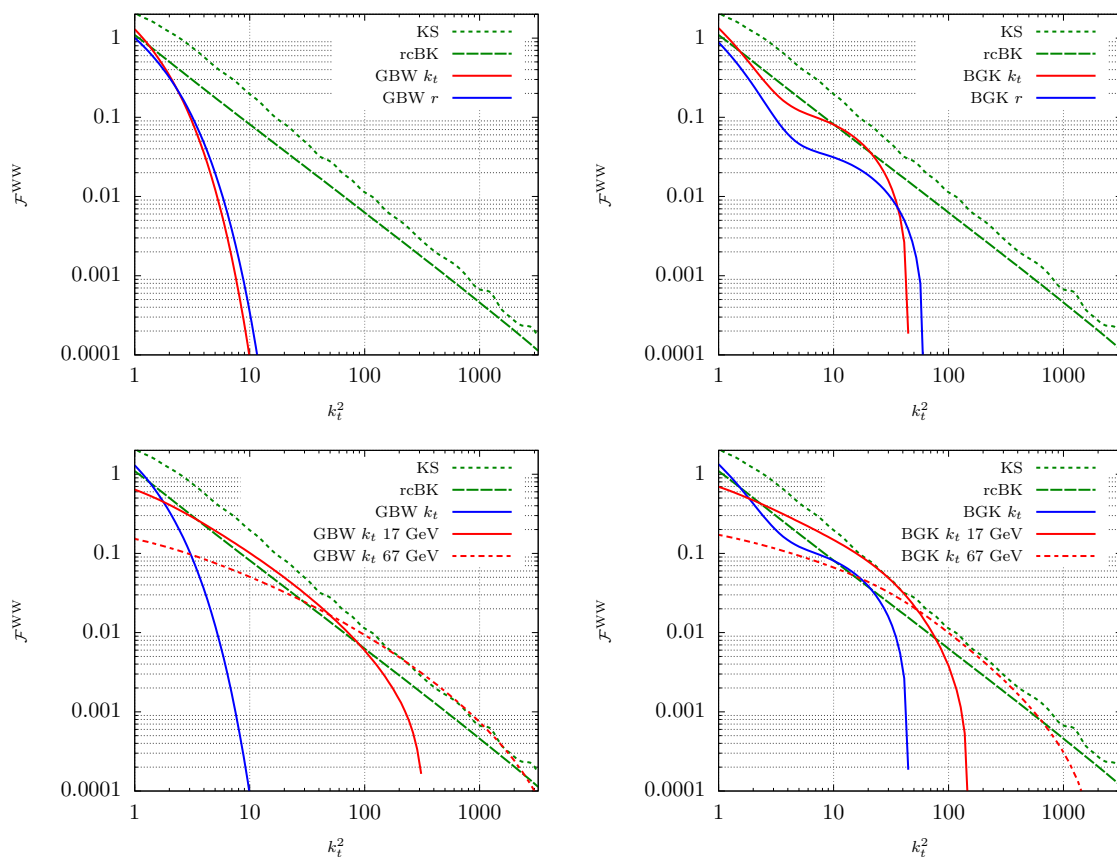 1
0.1
0.01
0.001
0.0001
1 10 100 1000
𝓕^WW
k_t^2
KS
rcBK
GBW k_t
GBW r
1
0.1
0.01
0.001
0.0001
1 10 100 1000
𝓕^WW
k_t^2
KS
rcBK
BGK k_t
BGK r
1
0.1
0.01
0.001
0.0001
1 10 100 1000
𝓕^WW
k_t^2
KS
rcBK
GBW k_t
GBW k_t 17 GeV
GBW k_t 67 GeV
1
0.1
0.01
0.001
0.0001
1 10 100 1000
𝓕^WW
k_t^2
KS
rcBK
BGK k_t
BGK k_t 17 GeV
BGK k_t 67 GeV